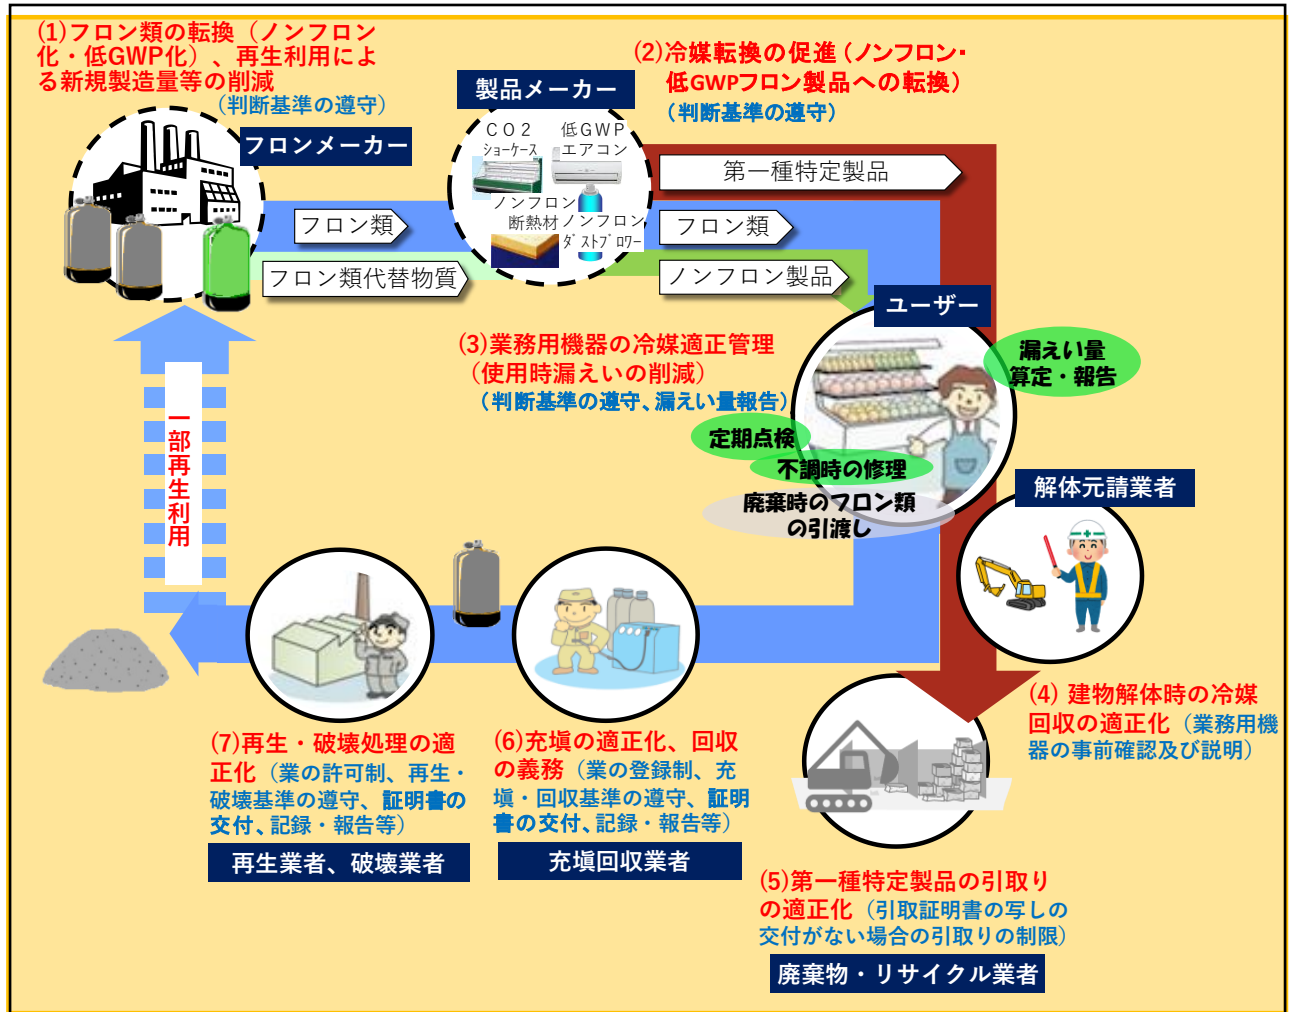 (1)フロン類の転換（ノンフロン
化・低GWP化）、再生利用によ
る新規製造量等の削減
（判断基準の遵守）
フロンメーカー
製品メーカー
CO2
ショーケース
低GWP
エアコン
ノンフロン
断熱材
ノンフロン
ダストブロワー
(2)冷媒転換の促進（ノンフロン・
低GWPフロン製品への転換）
（判断基準の遵守）
第一種特定製品
フロン類
フロン類
フロン類代替物質
ノンフロン製品
ユーザー
(3)業務用機器の冷媒適正管理
（使用時漏えいの削減）
（判断基準の遵守、漏えい量報告）
漏えい量
算定・報告
定期点検
不調時の修理
廃棄時のフロン類
の引渡し
一部再生利用
解体元請業者
(4) 建物解体時の冷媒
回収の適正化（業務用機
器の事前確認及び説明）
(7)再生・破壊処理の適
正化（業の許可制、再生・
破壊基準の遵守、証明書の
交付、記録・報告等）
再生業者、破壊業者
(6)充塡の適正化、回収
の義務（業の登録制、充
塡・回収基準の遵守、証明
書の交付、記録・報告等）
充塡回収業者
(5)第一種特定製品の引取り
の適正化（引取証明書の写しの
交付がない場合の引取りの制限）
廃棄物・リサイクル業者